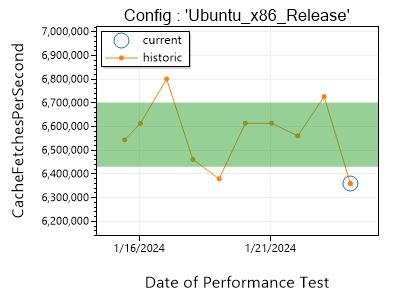 Config : 'Ubuntu_x86_Release'
7,000,000
6,900,000
6,800,000
6,700,000
6,600,000
6,500,000
6,400,000
6,300,000
6,200,000
CacheFetchesPerSecond
current
historic
1/16/2024
1/21/2024
Date of Performance Test